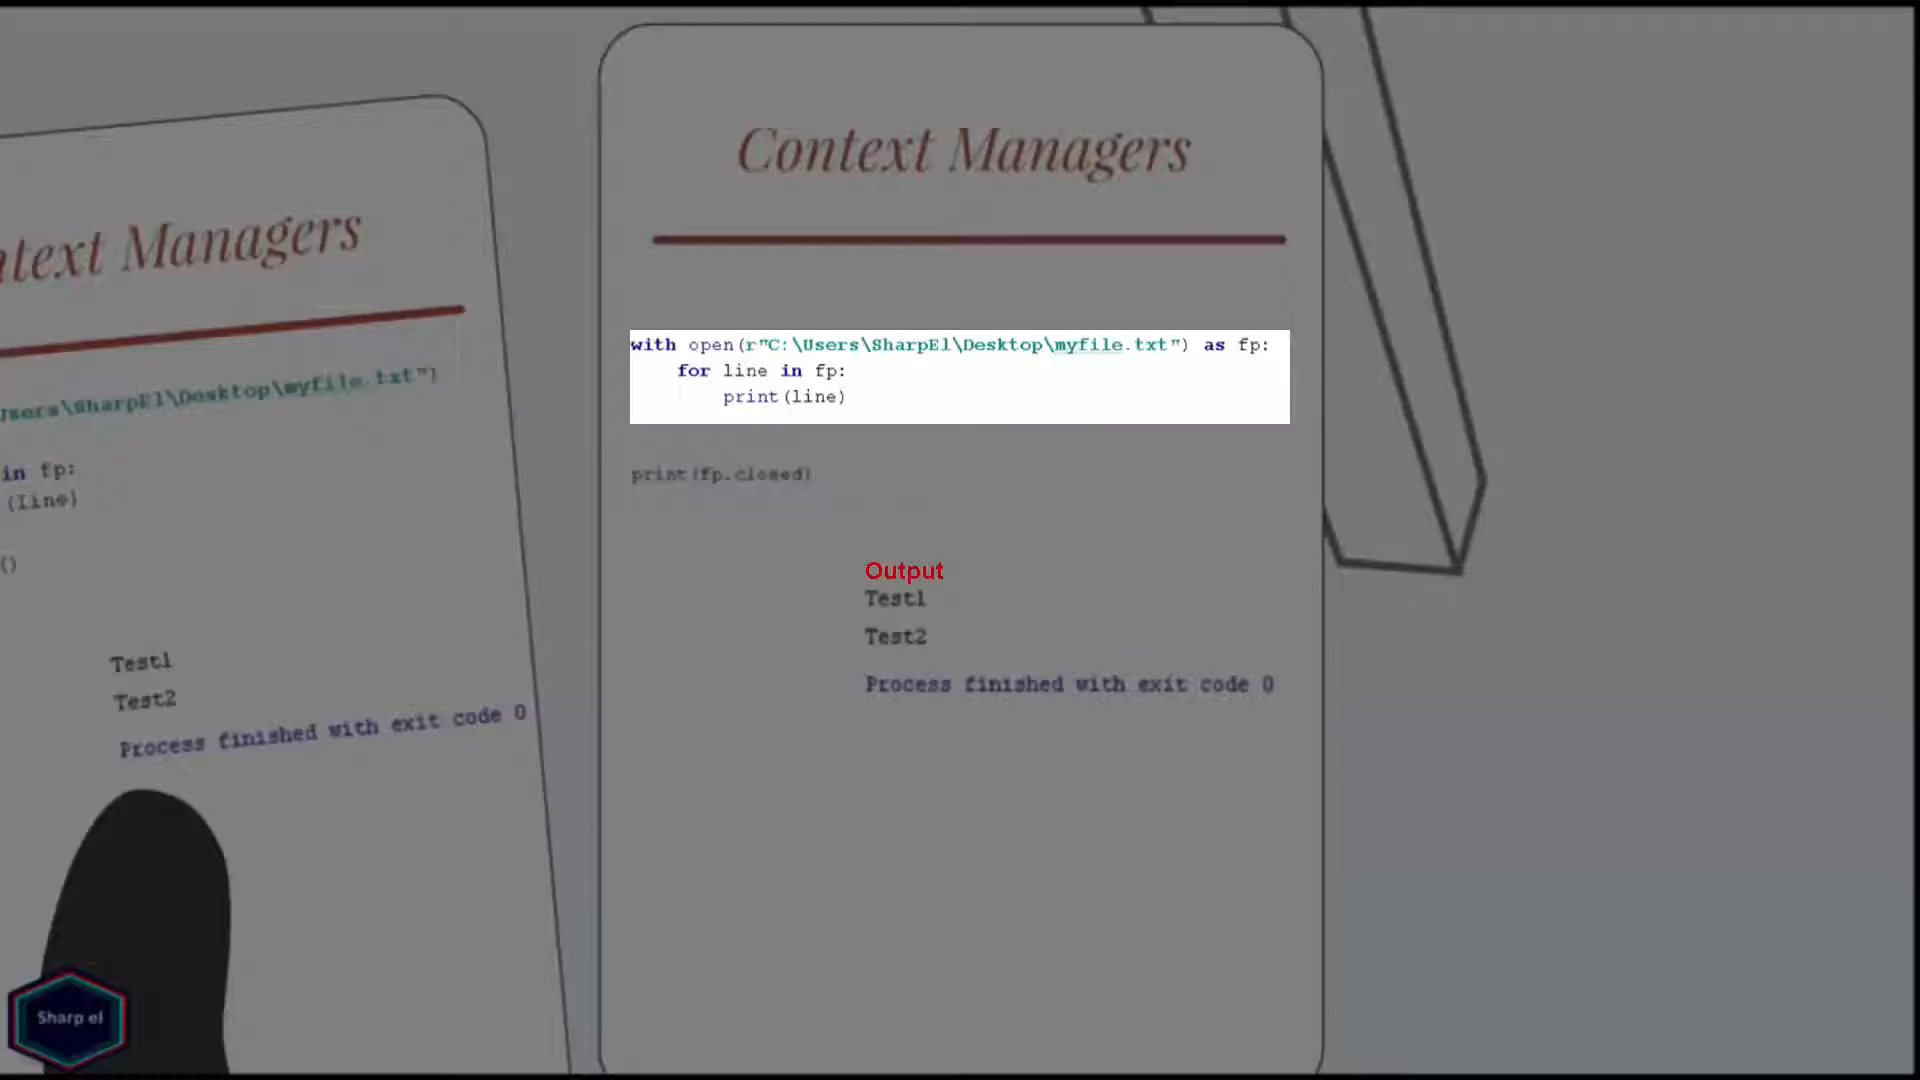 ntext Managers
Users\SharpEl\Desktop\myfile.txt")
in fp:
(line)
()
Test1
Test2
Process finished with exit code 0
Context Managers
with open(r"C:\Users\SharpEl\Desktop\myfile.txt") as fp:
for line in fp:
print(line)
print(fp.closed)
Output
Test1
Test2
Process finished with exit code 0
Sharp el